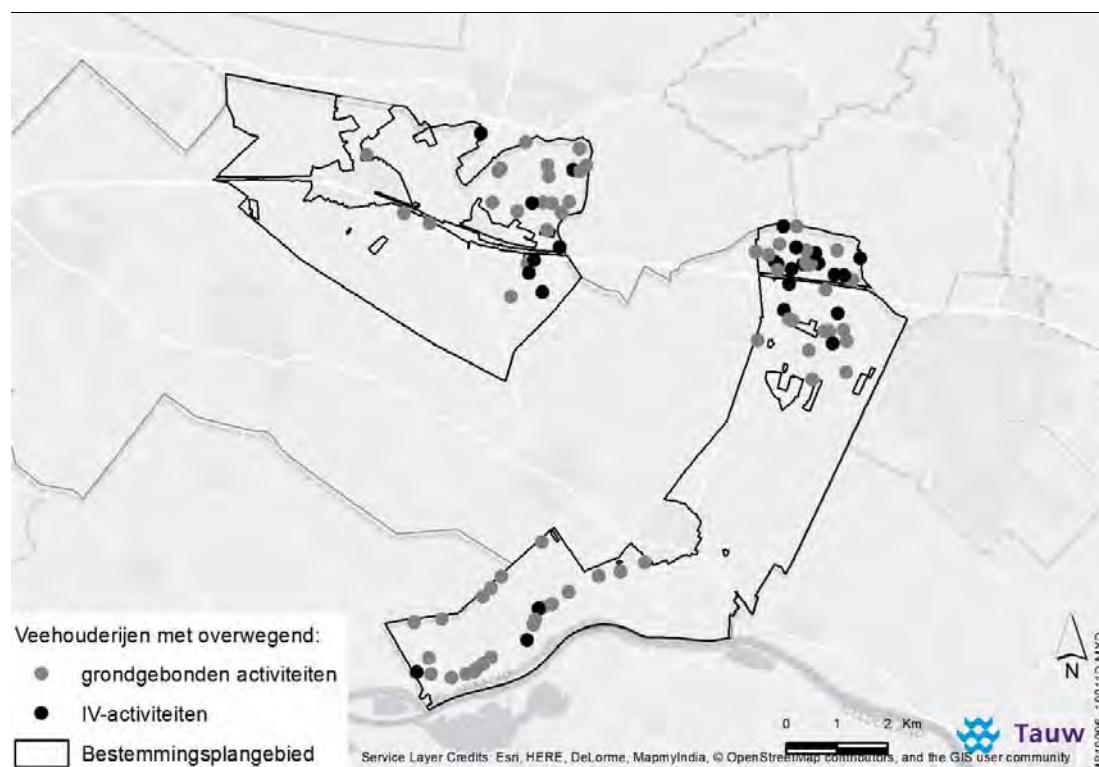 Veehouderijen met overwegend:
grondgebonden activiteiten
IV-activiteiten
Bestemmingsplangebied
N
0 1 2 Km
Tauw
Service Layer Credits: Esri, HERE, DeLorme, MapmyIndia, © OpenStreetMap contributors, and the GIS user community